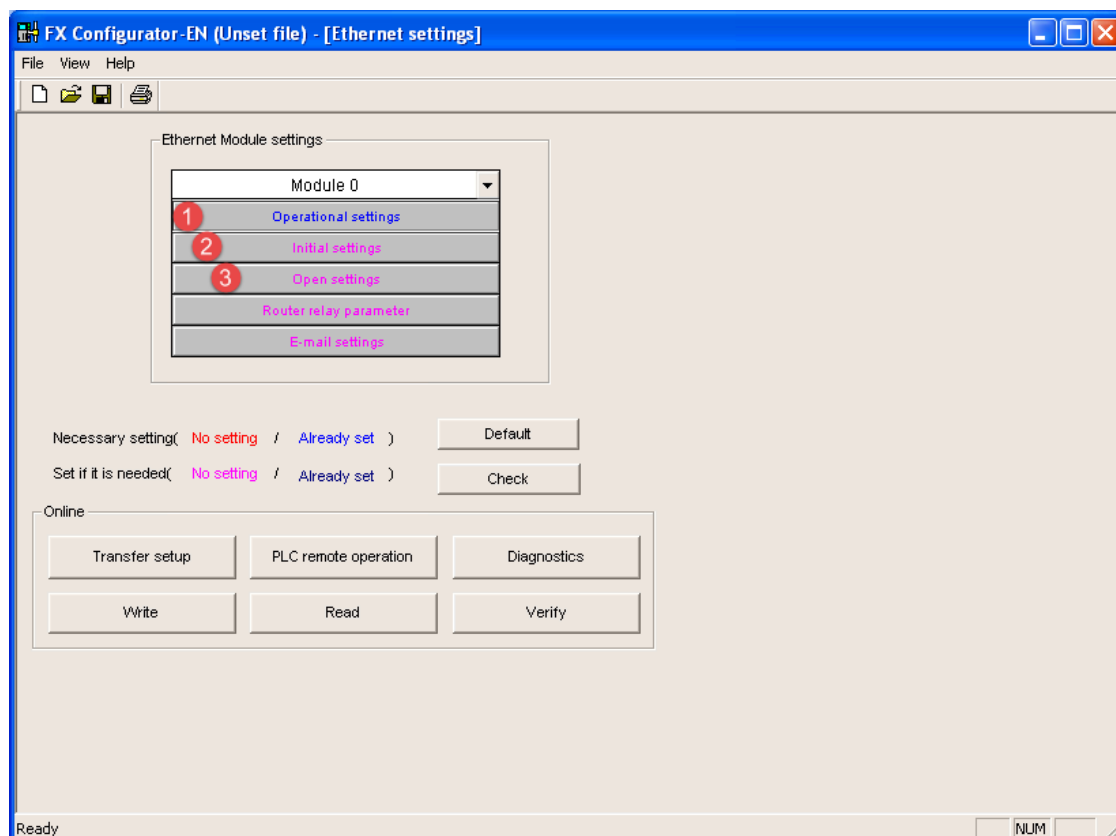 FX Configurator-EN (Unset file) - [Ethernet settings]
File View Help
Ethernet Module settings
Module 0
1 Operational settings
2 Initial settings
3 Open settings
Router relay parameter
E-mail settings
Necessary setting( No setting / Already set ) Default
Set if it is needed( No setting / Already set ) Check
Online
Transfer setup PLC remote operation Diagnostics
Write Read Verify
Ready NUM